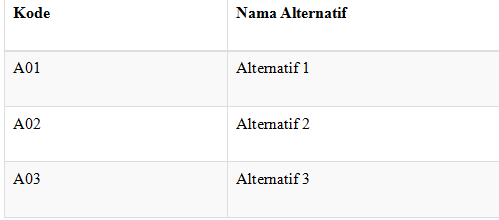 Kode Nama Alternatif
A01 Alternatif 1
A02 Alternatif 2
A03 Alternatif 3